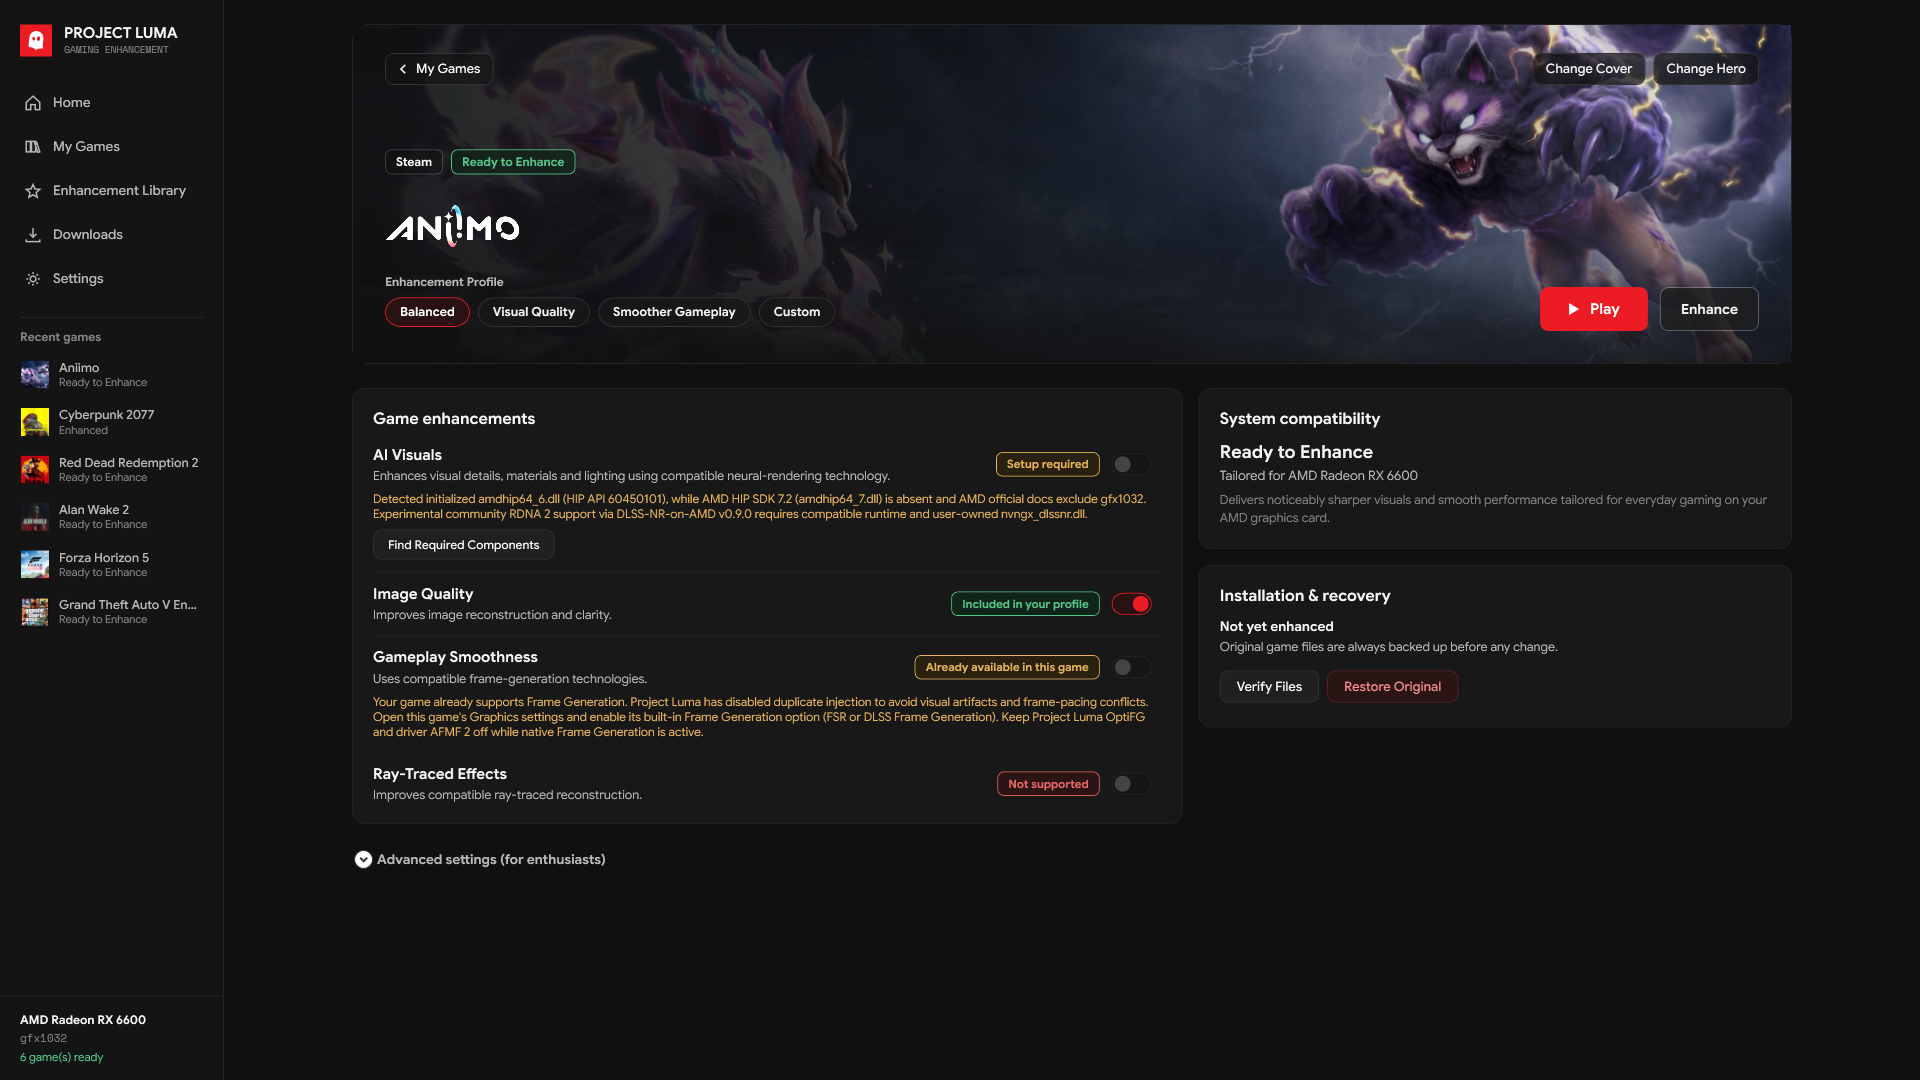 PROJECT LUMA
GAMING ENHANCEMENT
Home
My Games
Enhancement Library
Downloads
Settings
Recent games
Aniimo
Ready to Enhance
Cyberpunk 2077
Enhanced
Red Dead Redemption 2
Ready to Enhance
Alan Wake 2
Ready to Enhance
Forza Horizon 5
Ready to Enhance
Grand Theft Auto V En...
Ready to Enhance
AMD Radeon RX 6600
gfx1032
6 game(s) ready
My Games
Change Cover
Change Hero
Steam
Ready to Enhance
ANIIMO
Enhancement Profile
Balanced
Visual Quality
Smoother Gameplay
Custom
Play
Enhance
Game enhancements
AI Visuals
Enhances visual details, materials and lighting using compatible neural-rendering technology.
Setup required
Detected initialized amdhip64_6.dll (HIP API 60450101), while AMD HIP SDK 7.2 (amdhip64_7.dll) is absent and AMD official docs exclude gfx1032.
Experimental community RDNA 2 support via DLSS-NR-on-AMD v0.9.0 requires compatible runtime and user-owned nvngx_dlssnr.dll.
Find Required Components
Image Quality
Improves image reconstruction and clarity.
Included in your profile
Gameplay Smoothness
Uses compatible frame-generation technologies.
Already available in this game
Your game already supports Frame Generation. Project Luma has disabled duplicate injection to avoid visual artifacts and frame-pacing conflicts.
Open this game's Graphics settings and enable its built-in Frame Generation option (FSR or DLSS Frame Generation). Keep Project Luma OptiFG
and driver AFMF 2 off while native Frame Generation is active.
Ray-Traced Effects
Improves compatible ray-traced reconstruction.
Not supported
Advanced settings (for enthusiasts)
System compatibility
Ready to Enhance
Tailored for AMD Radeon RX 6600
Delivers noticeably sharper visuals and smooth performance tailored for everyday gaming on your
AMD graphics card.
Installation & recovery
Not yet enhanced
Original game files are always backed up before any change.
Verify Files
Restore Original